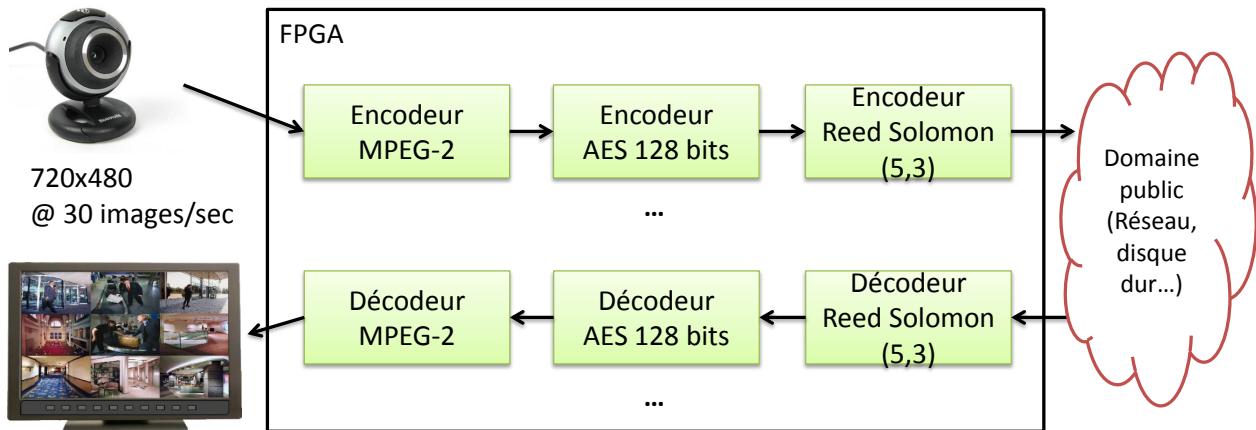 FPGA
Encodeur
MPEG-2
Encodeur
AES 128 bits
Encodeur
Reed Solomon
(5,3)
...
720x480
@ 30 images/sec
Domaine
public
(Réseau,
disque
dur...)
Décodeur
MPEG-2
Décodeur
AES 128 bits
Décodeur
Reed Solomon
(5,3)
...